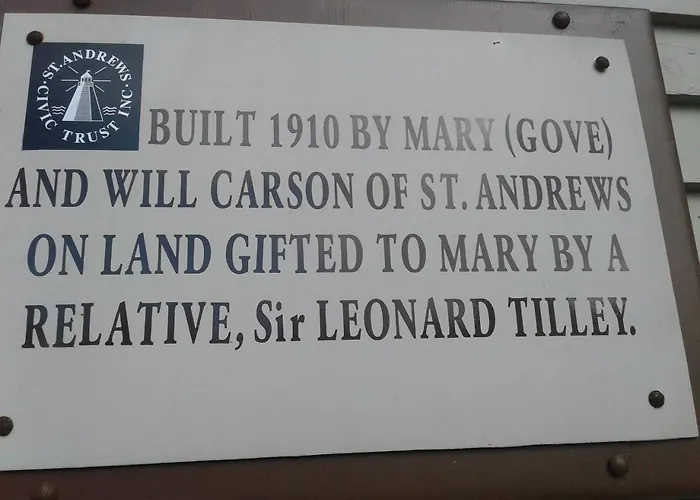 ST. ANDREWS
CIVIC TRUST INC.
BUILT 1910 BY MARY (GOVE)
AND WILL CARSON OF ST. ANDREWS
ON LAND GIFTED TO MARY BY A
RELATIVE, Sir LEONARD TILLEY.